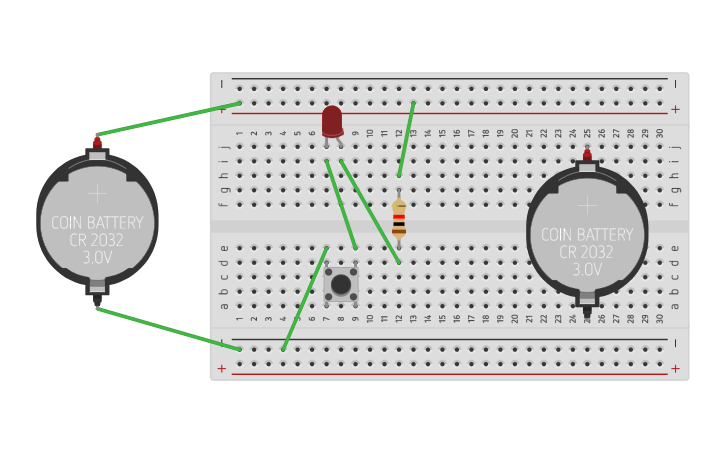 − −
+ +
1 2 3 4 5 6 7 8 9 10 11 12 13 14 15 16 17 18 19 20 21 22 23 24 25 26 27 28 29 30
j j
i i
h h
g g
f f
COIN BATTERY
CR 2032
3.0V
COIN BATTERY
CR 2032
3.0V
e e
d d
c c
b b
a a
1 2 3 4 5 6 7 8 9 10 11 12 13 14 15 16 17 18 19 20 21 22 23 24 25 26 27 28 29 30
− −
+ +